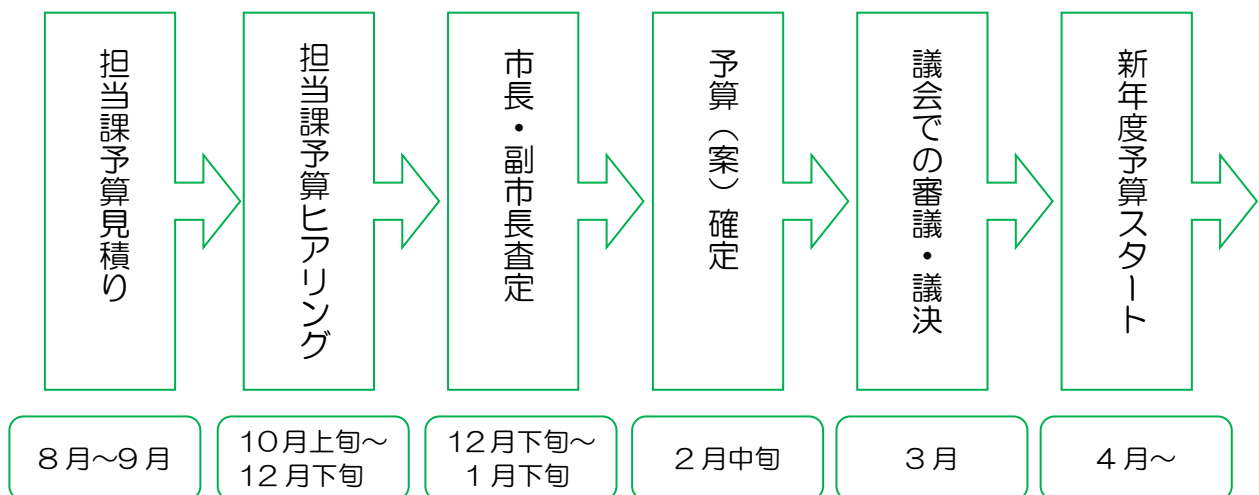 担当課予算見積り
担当課予算ヒアリング
市長・副市長査定
予算（案）確定
議会での審議・議決
新年度予算スタート
８月～９月
１０月上旬～
１２月下旬
１２月下旬～
１月下旬
２月中旬
３月
４月～